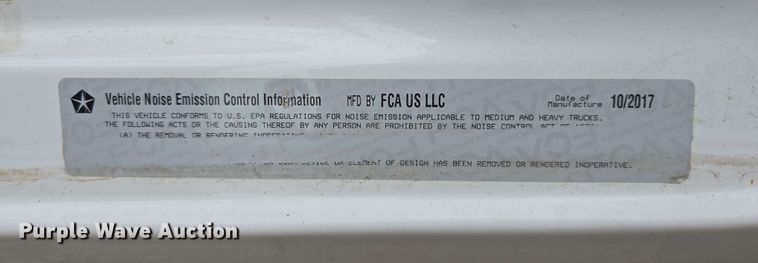 Vehicle Noise Emission Control Information MFD BY FCA US LLC Date of Manufacture 10/2017
THIS VEHICLE CONFORMS TO U.S. EPA REGULATIONS FOR NOISE EMISSION APPLICABLE TO MEDIUM AND HEAVY TRUCKS.
THE FOLLOWING ACTS OR THE CAUSING THEREOF BY ANY PERSON ARE PROHIBITED BY THE NOISE CONTROL ACT OF
(A) THE REMOVAL OR RENDERING INOPERATIVE
DEVICE OR ELEMENT OF DESIGN HAS BEEN REMOVED OR RENDERED INOPERATIVE.
Purple Wave Auction